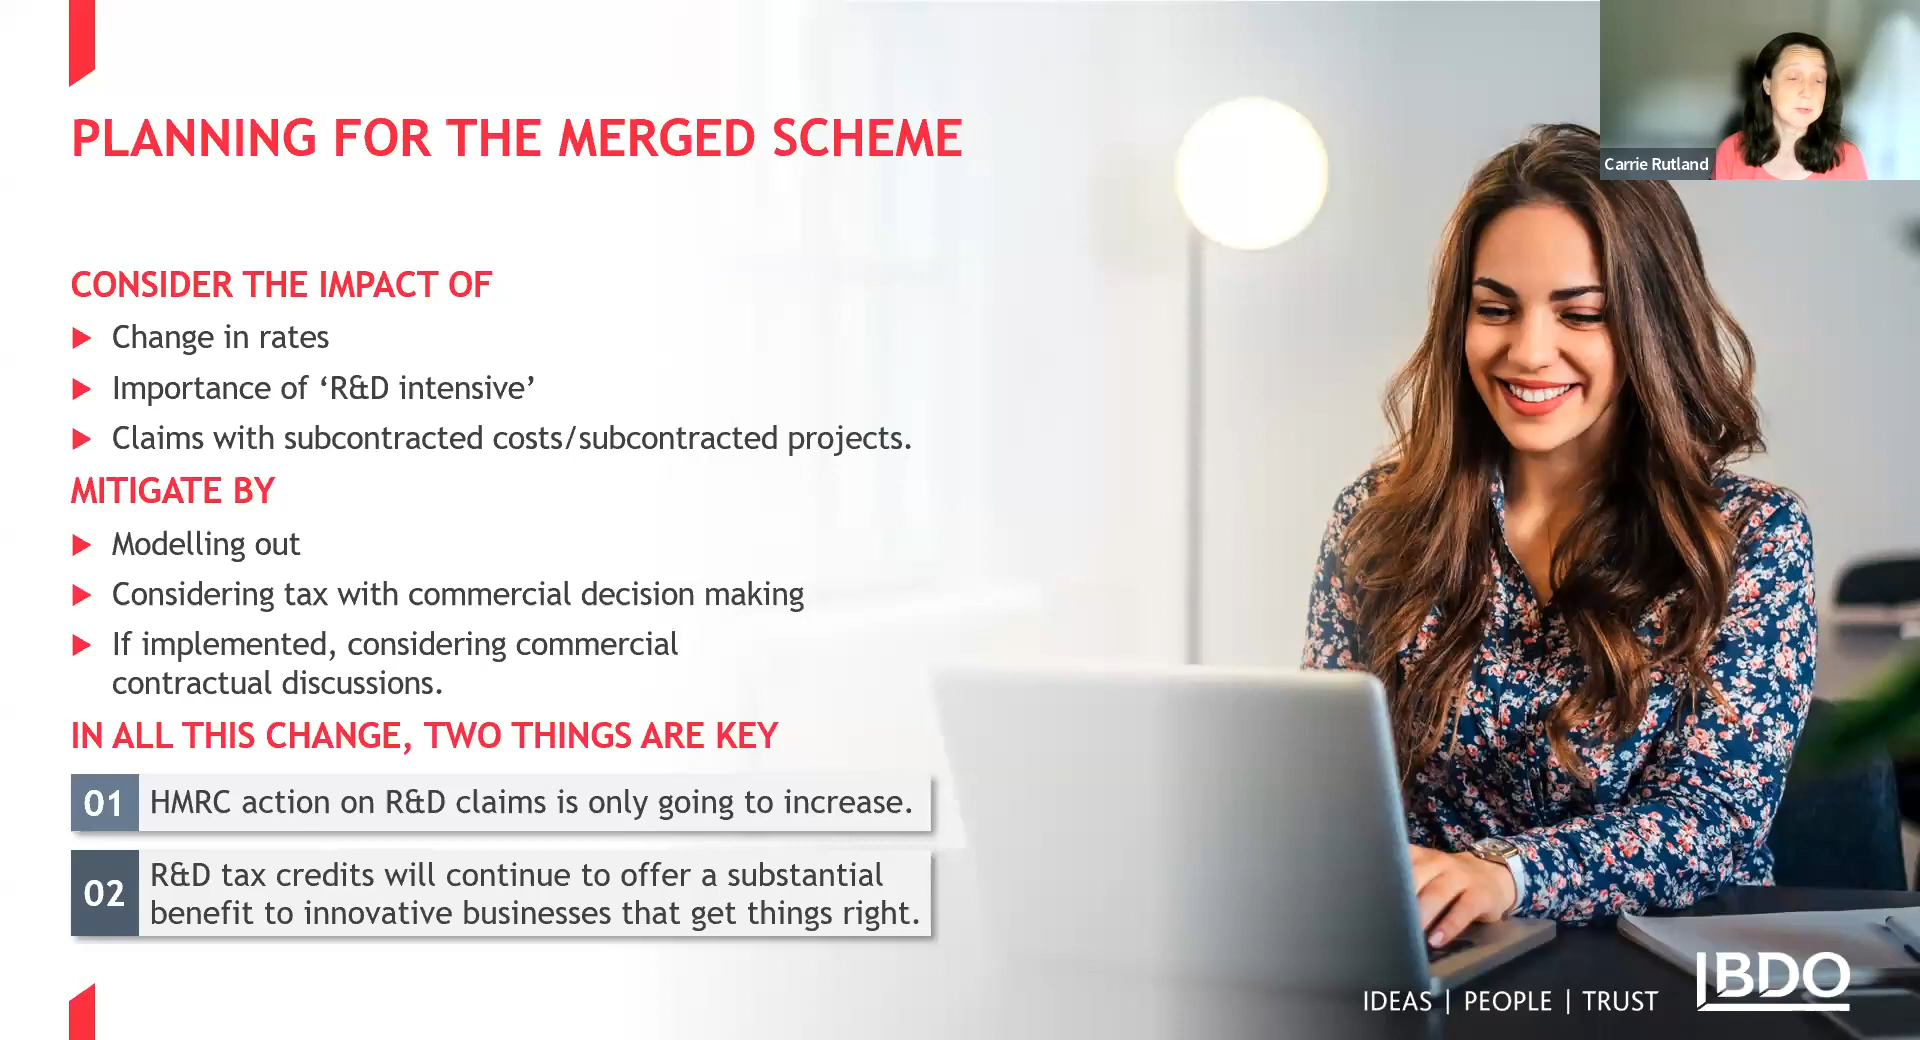 PLANNING FOR THE MERGED SCHEME
Carrie Rutland
CONSIDER THE IMPACT OF
Change in rates
Importance of ‘R&D intensive’
Claims with subcontracted costs/subcontracted projects.
MITIGATE BY
Modelling out
Considering tax with commercial decision making
If implemented, considering commercial
contractual discussions.
IN ALL THIS CHANGE, TWO THINGS ARE KEY
01 HMRC action on R&D claims is only going to increase.
02 R&D tax credits will continue to offer a substantial
benefit to innovative businesses that get things right.
IDEAS | PEOPLE | TRUST
BDO